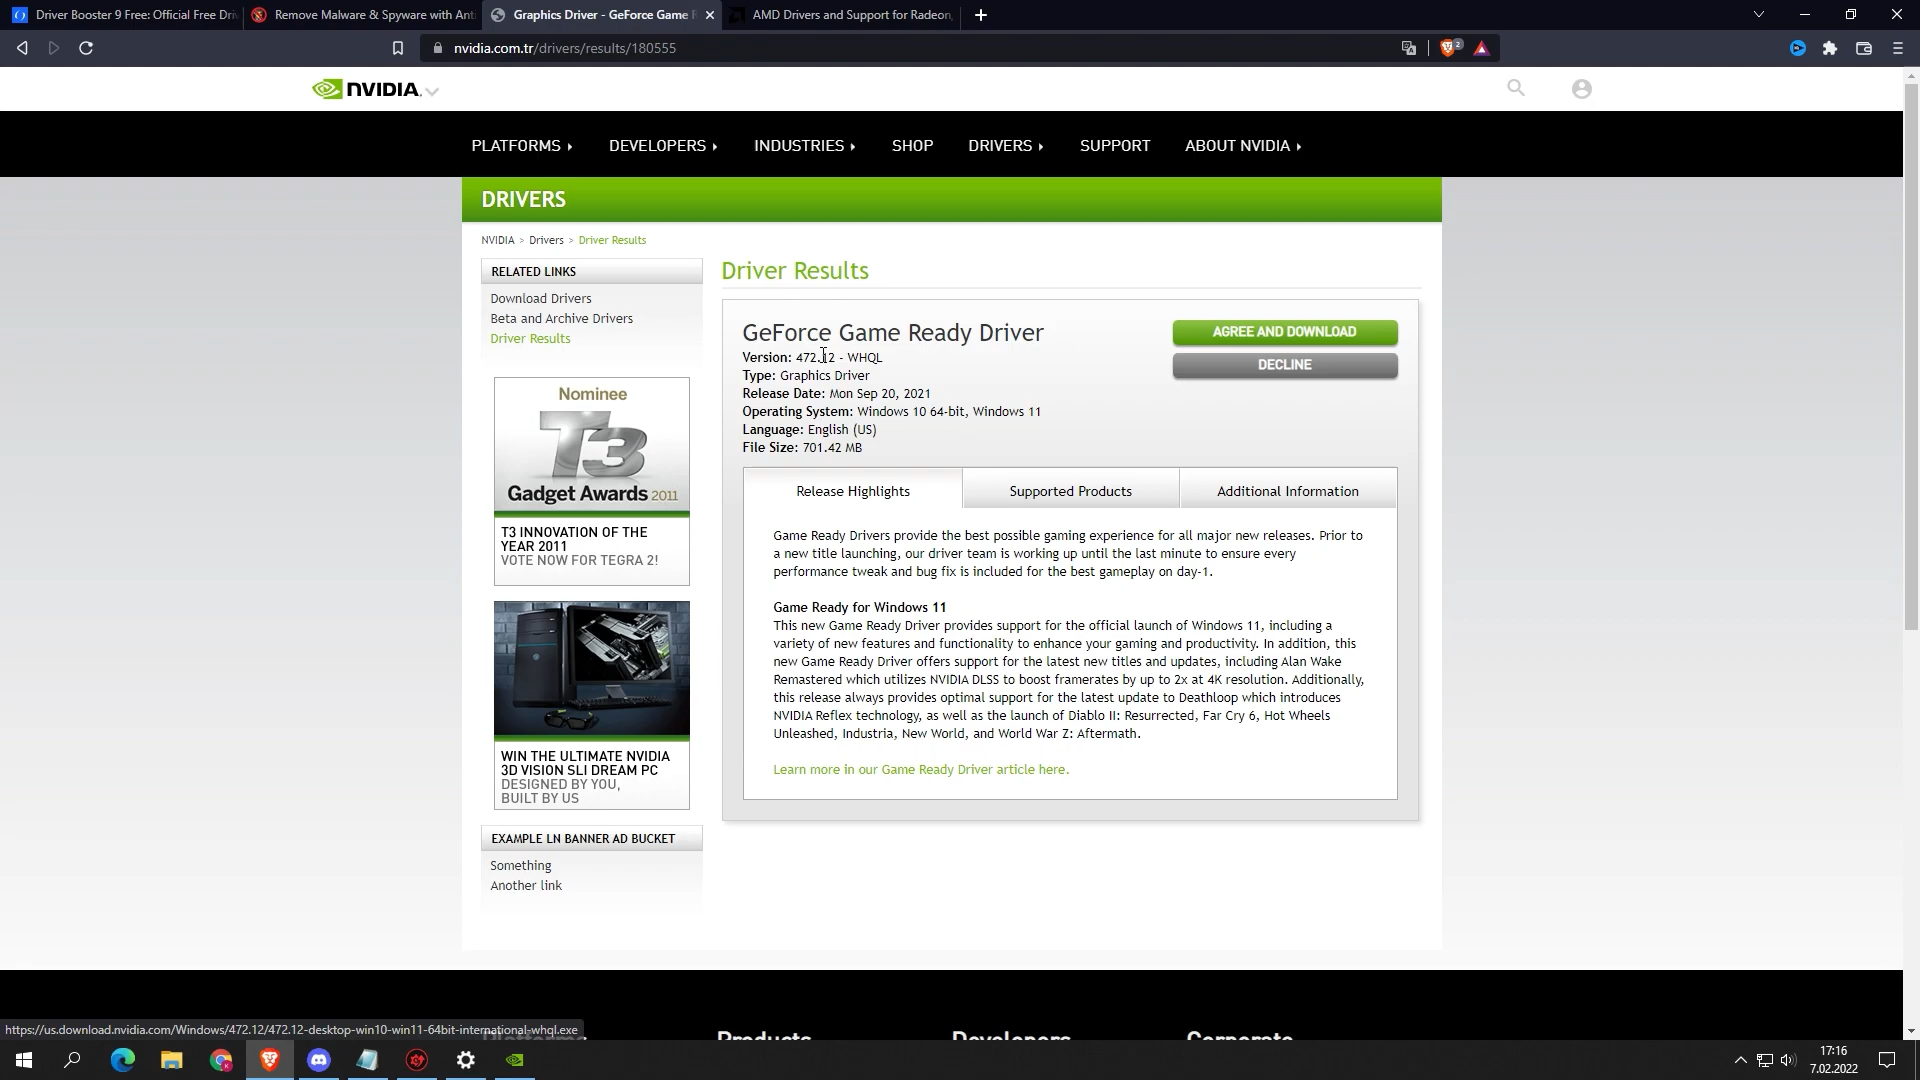 Driver Booster 9 Free: Official Free Dri
Remove Malware & Spyware with Ant
Graphics Driver - GeForce Game R
AMD Drivers and Support for Radeon,
nvidia.com.tr/drivers/results/180555
2
NVIDIA.
PLATFORMS
DEVELOPERS
INDUSTRIES
SHOP
DRIVERS
SUPPORT
ABOUT NVIDIA
DRIVERS
NVIDIA > Drivers > Driver Results
RELATED LINKS
Download Drivers
Beta and Archive Drivers
Driver Results
Nominee
T3
Gadget Awards 2011
T3 INNOVATION OF THE
YEAR 2011
VOTE NOW FOR TEGRA 2!
WIN THE ULTIMATE NVIDIA
3D VISION SLI DREAM PC
DESIGNED BY YOU,
BUILT BY US
EXAMPLE LN BANNER AD BUCKET
Something
Another link
Driver Results
GeForce Game Ready Driver
Version: 472.12 - WHQL
Type: Graphics Driver
Release Date: Mon Sep 20, 2021
Operating System: Windows 10 64-bit, Windows 11
Language: English (US)
File Size: 701.42 MB
AGREE AND DOWNLOAD
DECLINE
Release Highlights
Supported Products
Additional Information
Game Ready Drivers provide the best possible gaming experience for all major new releases. Prior to
a new title launching, our driver team is working up until the last minute to ensure every
performance tweak and bug fix is included for the best gameplay on day-1.
Game Ready for Windows 11
This new Game Ready Driver provides support for the official launch of Windows 11, including a
variety of new features and functionality to enhance your gaming and productivity. In addition, this
new Game Ready Driver offers support for the latest new titles and updates, including Alan Wake
Remastered which utilizes NVIDIA DLSS to boost framerates by up to 2x at 4K resolution. Additionally,
this release always provides optimal support for the latest update to Deathloop which introduces
NVIDIA Reflex technology, as well as the launch of Diablo II: Resurrected, Far Cry 6, Hot Wheels
Unleashed, Industria, New World, and World War Z: Aftermath.
Learn more in our Game Ready Driver article here.
https://us.download.nvidia.com/Windows/472.12/472.12-desktop-win10-win11-64bit-international-whql.exe
Platforms
Products
Developers
Corporate
17:16
7.02.2022